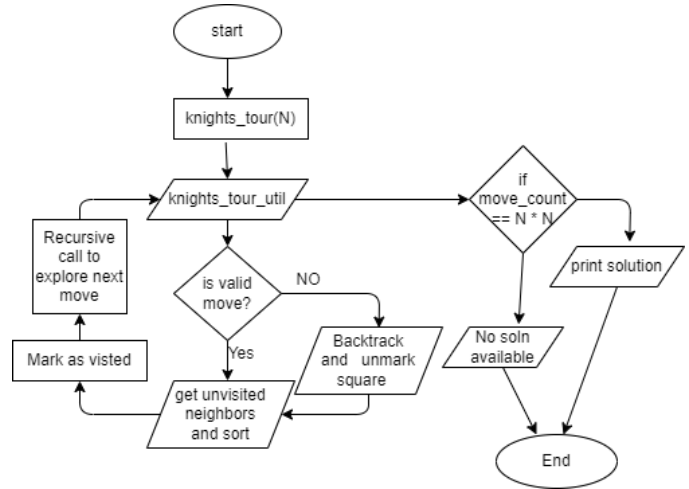 start
knights_tour(N)
knights_tour_util
if
move_count
== N * N
Recursive
call to
explore next
move
is valid
move?
NO
print solution
Mark as visted
Yes
Backtrack
and unmark
square
No soln
available
get unvisited
neighbors
and sort
End